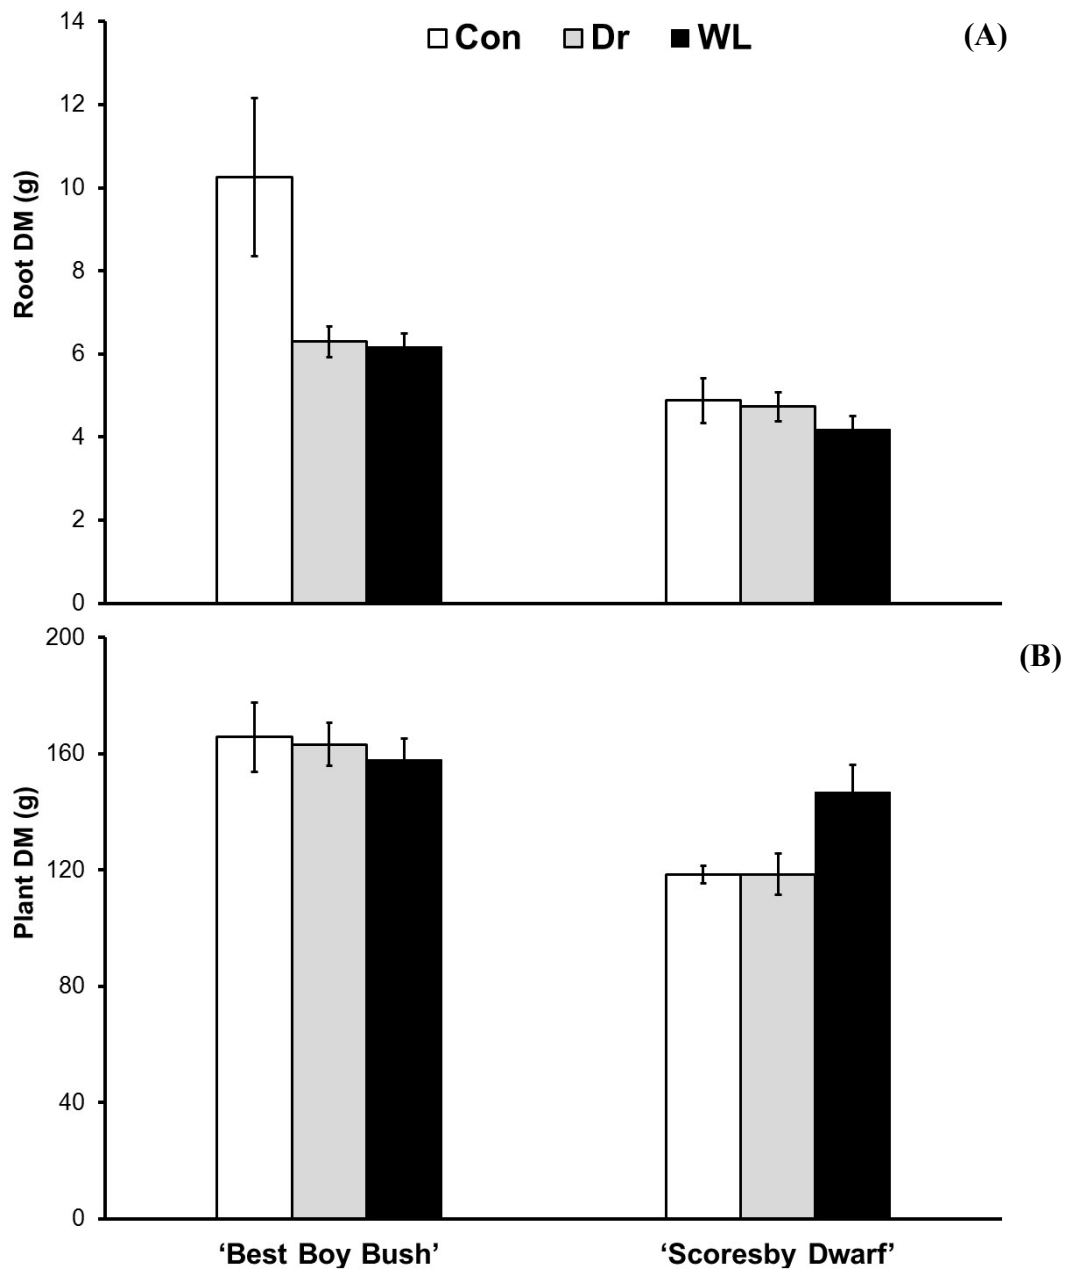 Con Dr WL
(A)
14
12
10
8
6
4
2
0
Root DM (g)
(B)
200
160
120
80
40
0
Plant DM (g)
‘Best Boy Bush’ ‘Scoresby Dwarf’